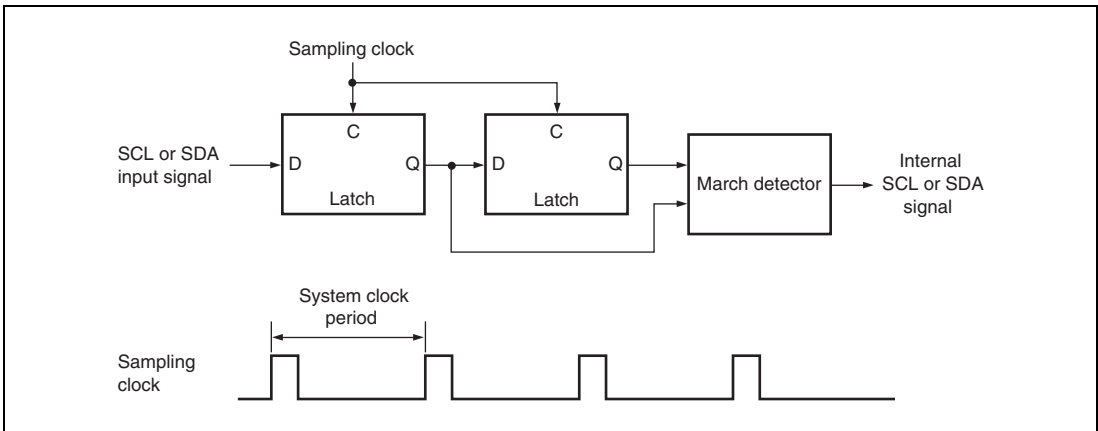 Sampling clock
C
C
SCL or SDA
input signal
D
Q
D
Q
Latch
Latch
March detector
Internal
SCL or SDA
signal
System clock
period
Sampling
clock